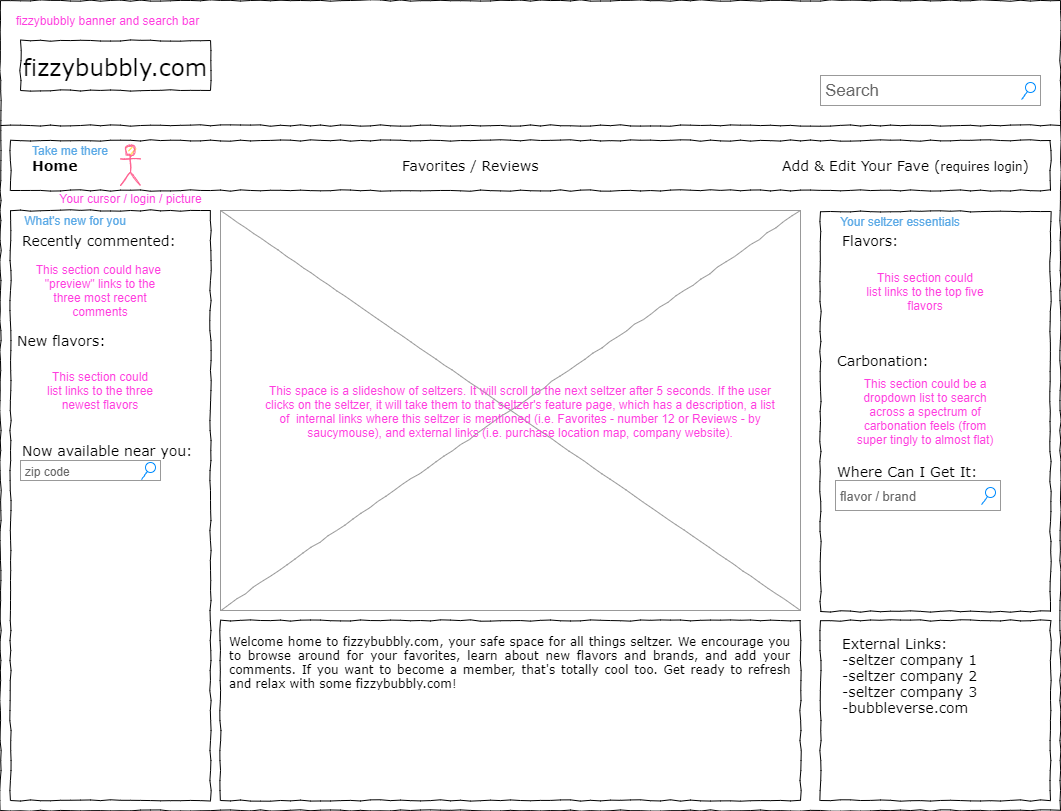 fizzybubbly banner and search bar
fizzybubbly.com
Search
Take me there
Home
Favorites / Reviews
Add & Edit Your Fave (requires login)
Your cursor / login / picture
What's new for you
Recently commented:
This section could have
"preview" links to the
three most recent
comments
New flavors:
This section could
list links to the three
newest flavors
Now available near you:
zip code
This space is a slideshow of seltzers. It will scroll to the next seltzer after 5 seconds. If the user
clicks on the seltzer, it will take them to that seltzer's feature page, which has a description, a list
of internal links where this seltzer is mentioned (i.e. Favorites - number 12 or Reviews - by
saucymouse), and external links (i.e. purchase location map, company website).
Your seltzer essentials
Flavors:
This section could
list links to the top five
flavors
Carbonation:
This section could be a
dropdown list to search
across a spectrum of
carbonation feels (from
super tingly to almost flat)
Where Can I Get It:
flavor / brand
Welcome home to fizzybubbly.com, your safe space for all things seltzer. We encourage you
to browse around for your favorites, learn about new flavors and brands, and add your
comments. If you want to become a member, that's totally cool too. Get ready to refresh
and relax with some fizzybubbly.com!
External Links:
-seltzer company 1
-seltzer company 2
-seltzer company 3
-bubbleverse.com